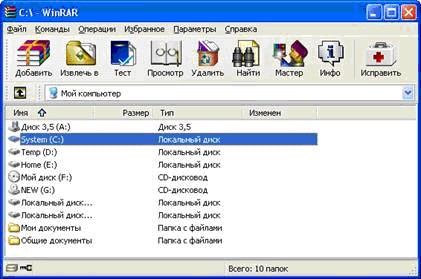 C:\ - WinRAR
Файл Команды Операции Избранное Параметры Справка
Добавить Извлечь в Тест Просмотр Удалить Найти Мастер Инфо Исправить
Мой компьютер
Имя Размер Тип Изменен
Диск 3,5 (A:) Диск 3,5
System (C:) Локальный диск
Temp (D:) Локальный диск
Home (E:) Локальный диск
Мой диск (F:) CD-дисковод
NEW (G:) CD-дисковод
Локальный диск... Локальный диск
Локальный диск... Локальный диск
Мои документы Папка с файлами
Общие документы Папка с файлами
Всего: 10 папок